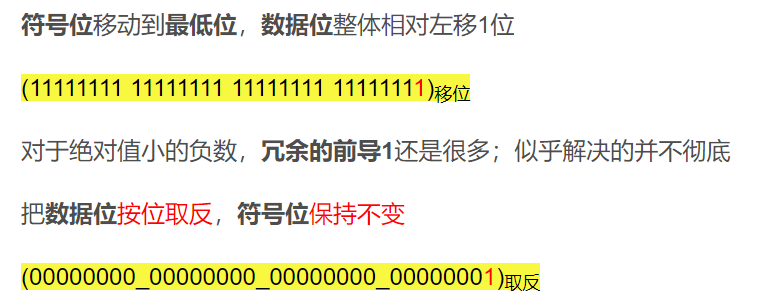 符号位移动到最低位，数据位整体相对左移1位
(11111111 11111111 11111111 11111111)移位
对于绝对值小的负数，冗余的前导1还是很多；似乎解决的并不彻底
把数据位按位取反，符号位保持不变
(00000000_00000000_00000000_00000001)取反